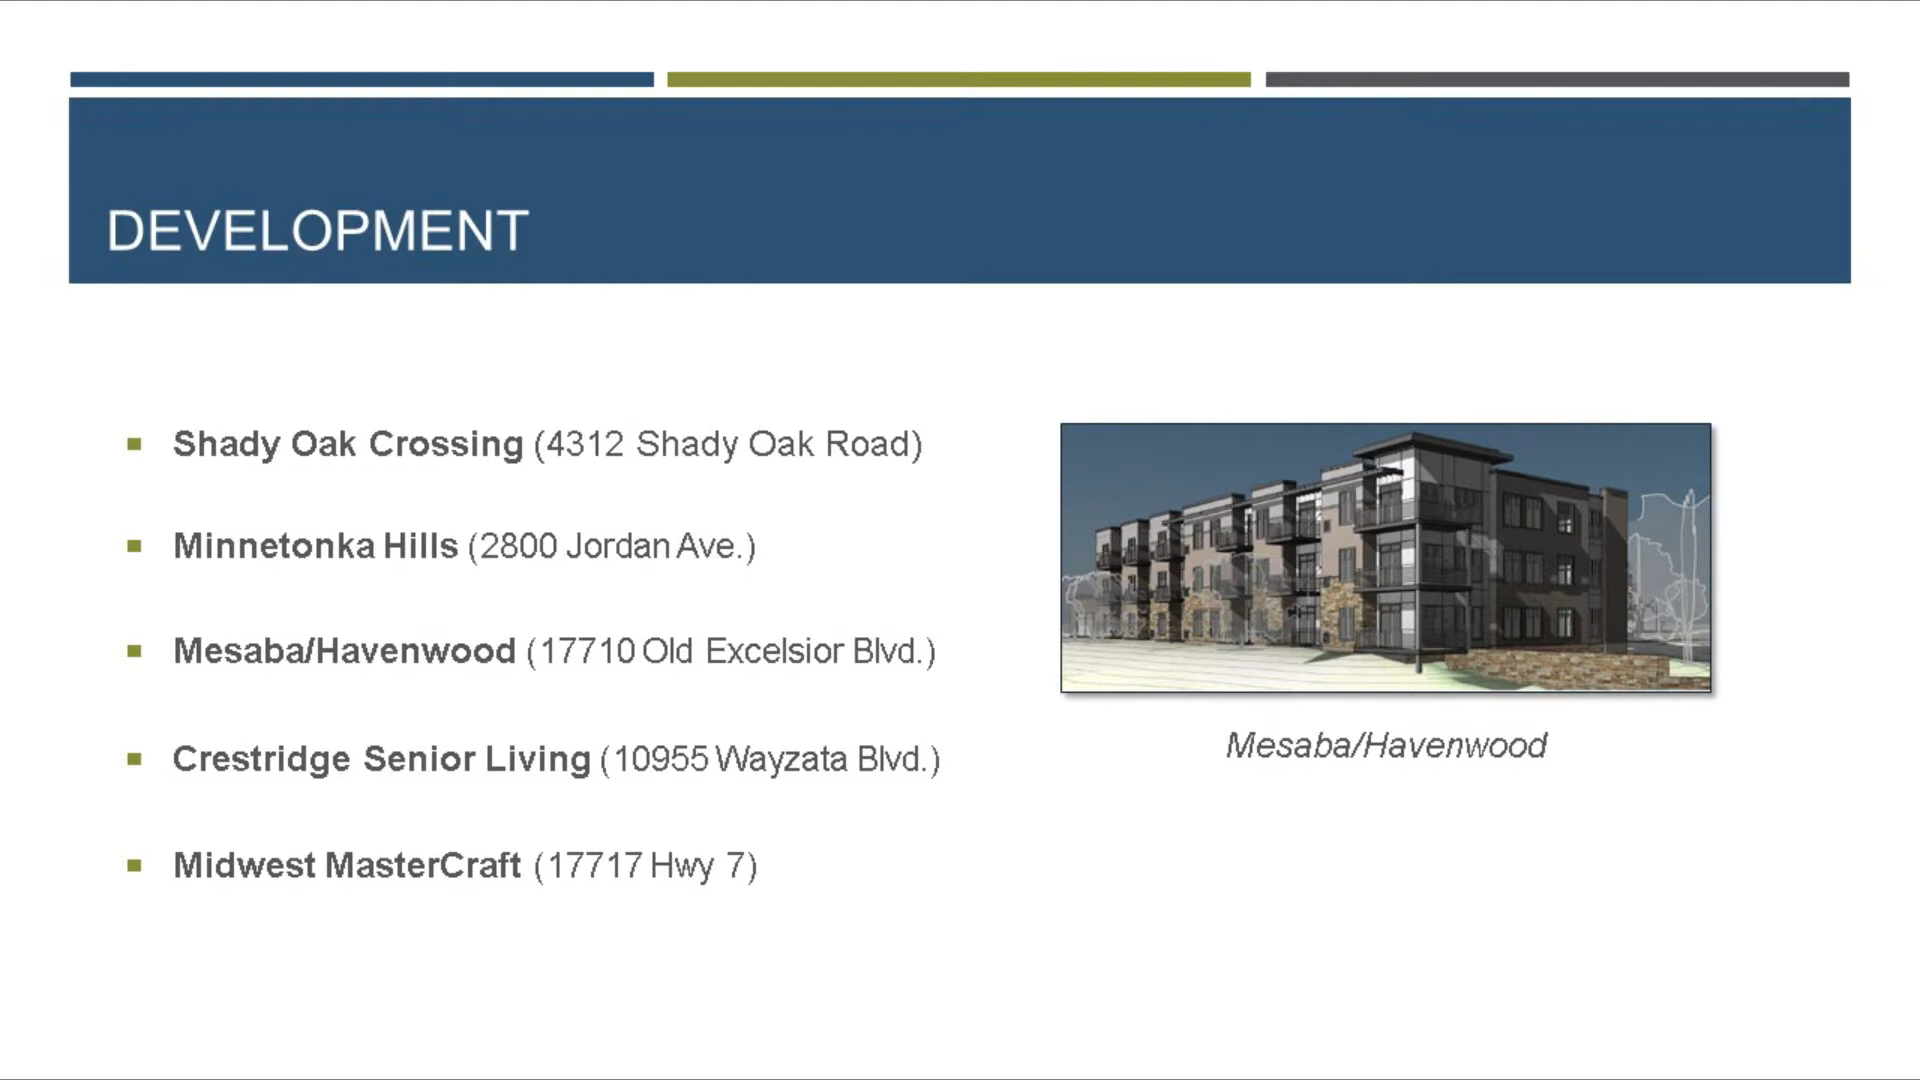 DEVELOPMENT
Shady Oak Crossing (4312 Shady Oak Road)
Minnetonka Hills (2800 Jordan Ave.)
Mesaba/Havenwood (17710 Old Excelsior Blvd.)
Crestridge Senior Living (10955 Wayzata Blvd.)
Midwest MasterCraft (17717 Hwy 7)
Mesaba/Havenwood